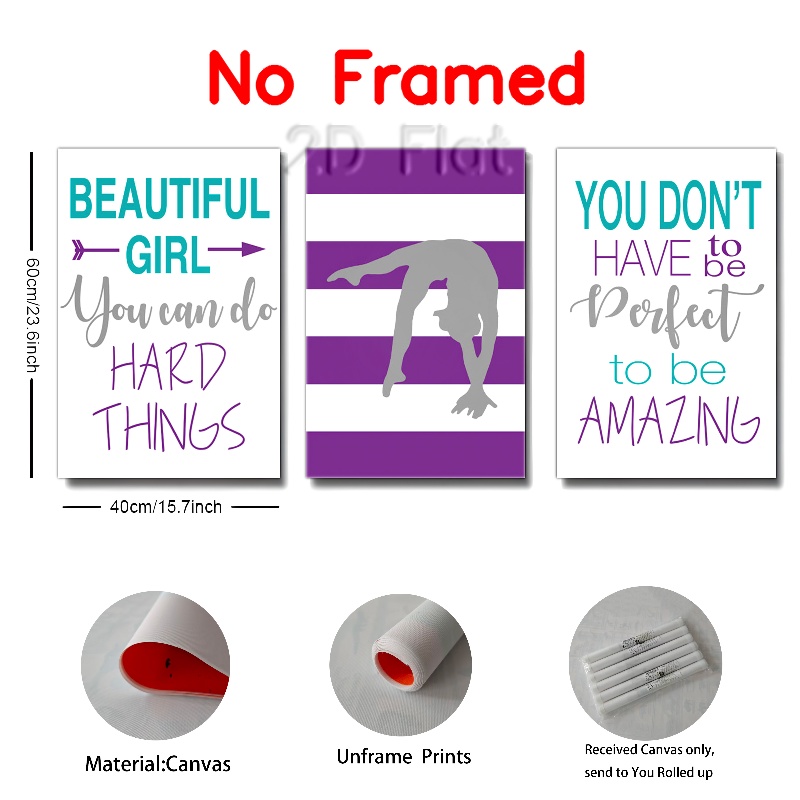 No Framed
2D Flat
BEAUTIFUL
GIRL
You can do
HARD
THINGS
YOU DON'T
HAVE to be
Perfect
to be
AMAZING
60cm/23.6inch
40cm/15.7inch
Material:Canvas
Unframe Prints
Received Canvas only,
send to You Rolled up